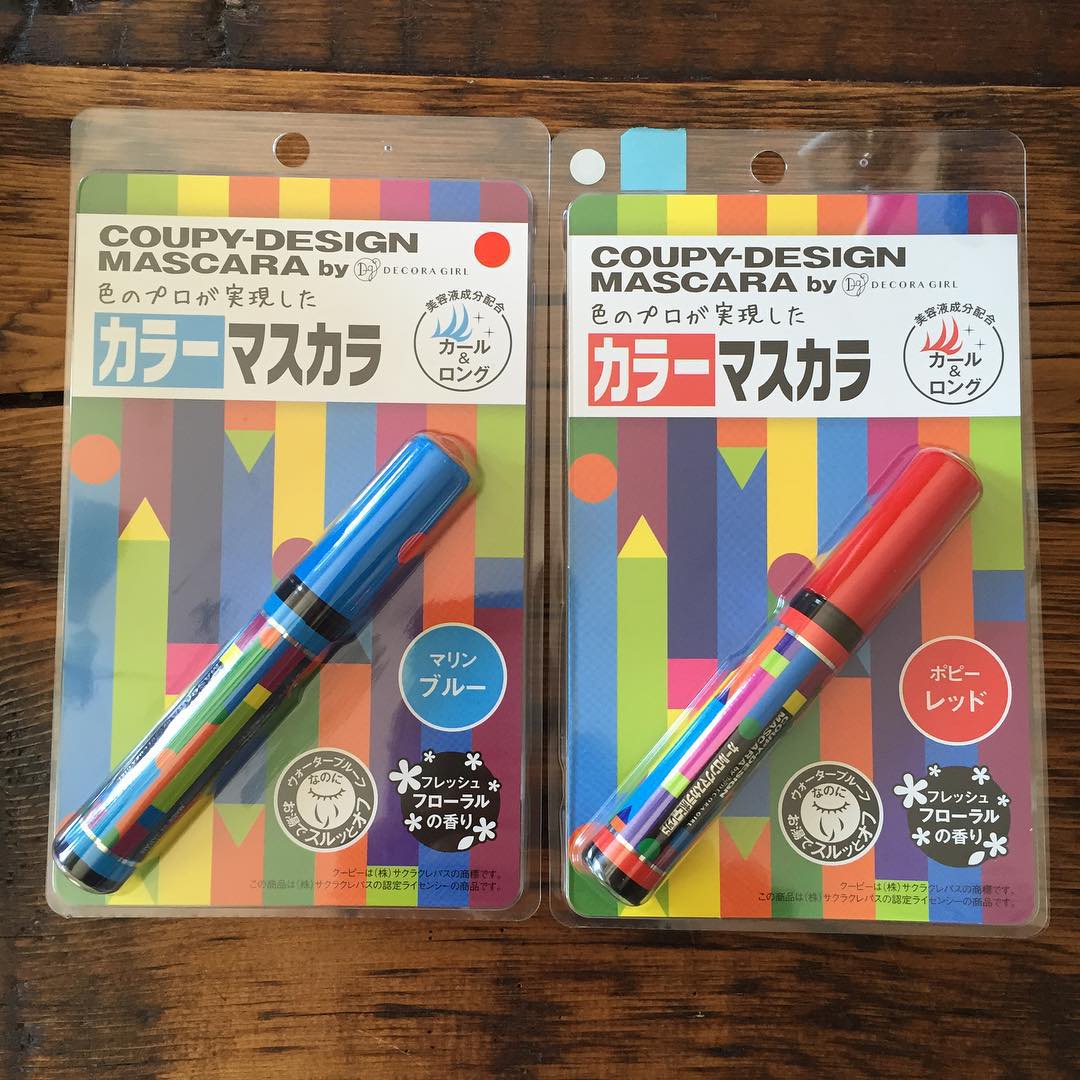 COUPY-DESIGN
MASCARA by DECORA GIRL
色のプロが実現した
カラーマスカラ
美容液成分配合
カール
&
ロング
マリン
ブルー
ウォータープルーフ
なのに
お湯でスルッとオフ
フレッシュ
フローラル
の香り
クーピーは(株)サクラクレパスの商標です。
この商品は(株)サクラクレパスの認定ライセンシーの商品です。
COUPY-DESIGN
MASCARA by DECORA GIRL
色のプロが実現した
カラーマスカラ
美容液成分配合
カール
&
ロング
COUPY-DESIGN
MASCARA by DECORA GIRL
ポピー
レッド
ウォータープルーフ
なのに
お湯でスルッとオフ
フレッシュ
フローラル
の香り
クーピーは(株)サクラクレパスの商標です。
この商品は(株)サクラクレパスの認定ライセンシーの商品です。